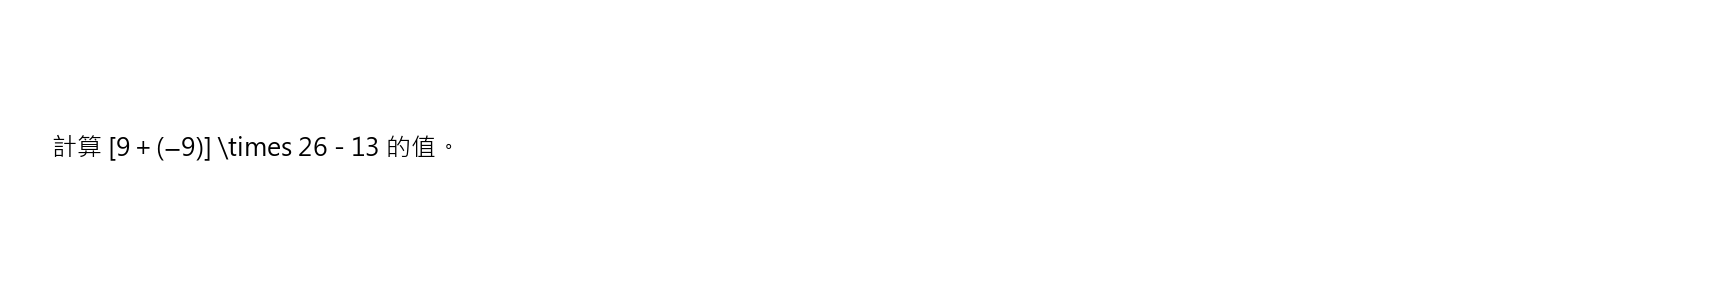 計算 [9 + (−9)] \times 26 - 13 的值。